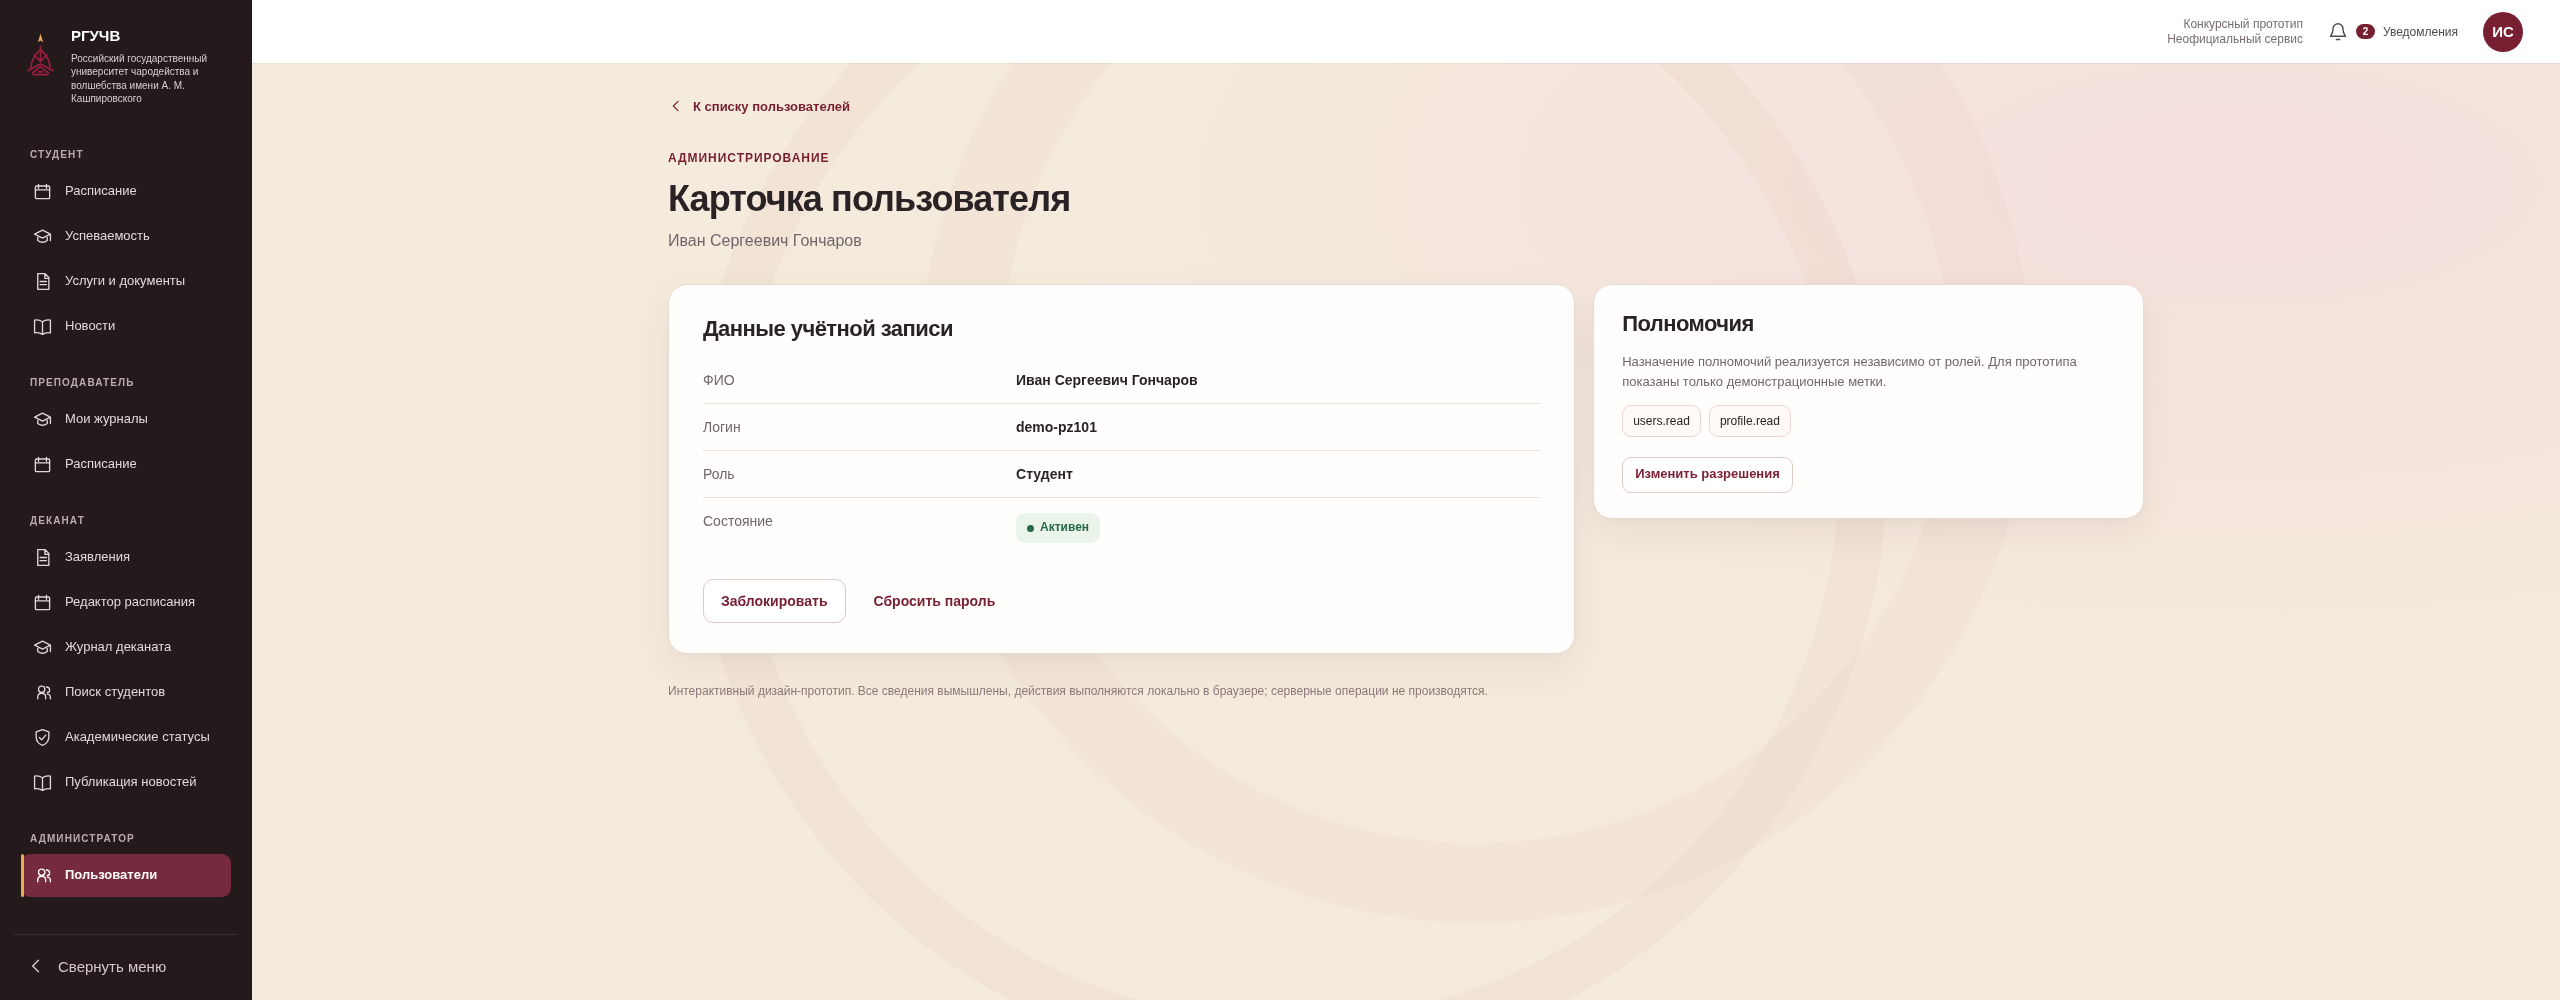 РГУЧВ
Российский государственный
университет чародейства и
волшебства имени А. М.
Кашпировского
СТУДЕНТ
Расписание
Успеваемость
Услуги и документы
Новости
ПРЕПОДАВАТЕЛЬ
Мои журналы
Расписание
ДЕКАНАТ
Заявления
Редактор расписания
Журнал деканата
Поиск студентов
Академические статусы
Публикация новостей
АДМИНИСТРАТОР
Пользователи
Свернуть меню
Конкурсный прототип
Неофициальный сервис
2 Уведомления
ИС
К списку пользователей
АДМИНИСТРИРОВАНИЕ
Карточка пользователя
Иван Сергеевич Гончаров
Данные учётной записи
ФИО Иван Сергеевич Гончаров
Логин demo-pz101
Роль Студент
Состояние Активен
Заблокировать Сбросить пароль
Полномочия
Назначение полномочий реализуется независимо от ролей. Для прототипа
показаны только демонстрационные метки.
users.read profile.read
Изменить разрешения
Интерактивный дизайн-прототип. Все сведения вымышлены, действия выполняются локально в браузере; серверные операции не производятся.